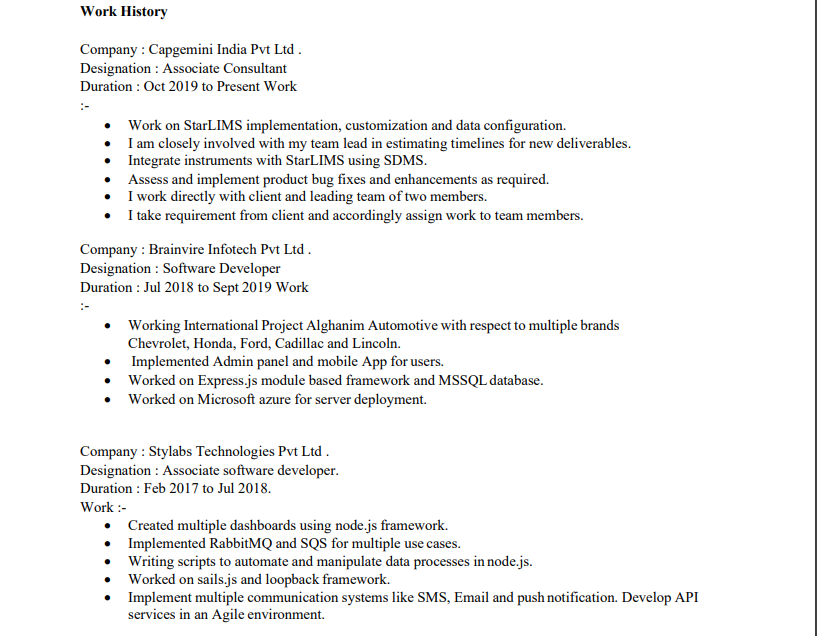 Work History
Company : Capgemini India Pvt Ltd .
Designation : Associate Consultant
Duration : Oct 2019 to Present Work
:-
• Work on StarLIMS implementation, customization and data configuration.
• I am closely involved with my team lead in estimating timelines for new deliverables.
• Integrate instruments with StarLIMS using SDMS.
• Assess and implement product bug fixes and enhancements as required.
• I work directly with client and leading team of two members.
• I take requirement from client and accordingly assign work to team members.
Company : Brainvire Infotech Pvt Ltd .
Designation : Software Developer
Duration : Jul 2018 to Sept 2019 Work
:-
• Working International Project Alghanim Automotive with respect to multiple brands
Chevrolet, Honda, Ford, Cadillac and Lincoln.
• Implemented Admin panel and mobile App for users.
• Worked on Express.js module based framework and MSSQL database.
• Worked on Microsoft azure for server deployment.
Company : Stylabs Technologies Pvt Ltd .
Designation : Associate software developer.
Duration : Feb 2017 to Jul 2018.
Work :-
• Created multiple dashboards using node.js framework.
• Implemented RabbitMQ and SQS for multiple use cases.
• Writing scripts to automate and manipulate data processes in node.js.
• Worked on sails.js and loopback framework.
• Implement multiple communication systems like SMS, Email and push notification. Develop API
services in an Agile environment.